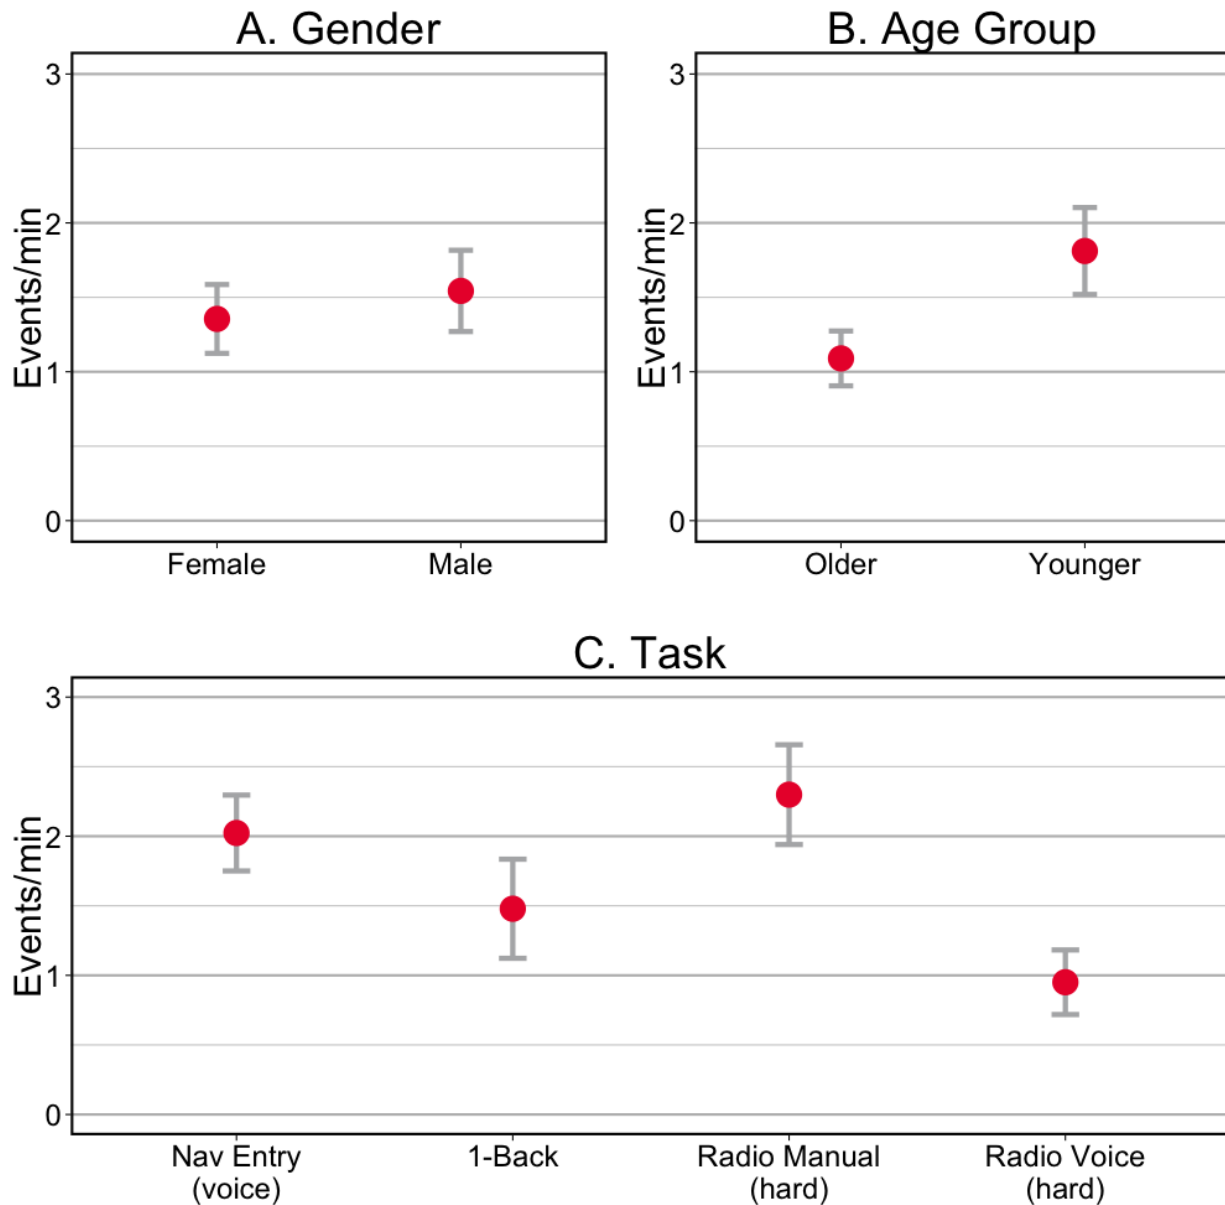 A. Gender
B. Age Group
3
2
1
0
Events/min
Female
Male
3
2
1
0
Events/min
Older
Younger
C. Task
3
2
1
0
Events/min
Nav Entry
(voice)
1-Back
Radio Manual
(hard)
Radio Voice
(hard)